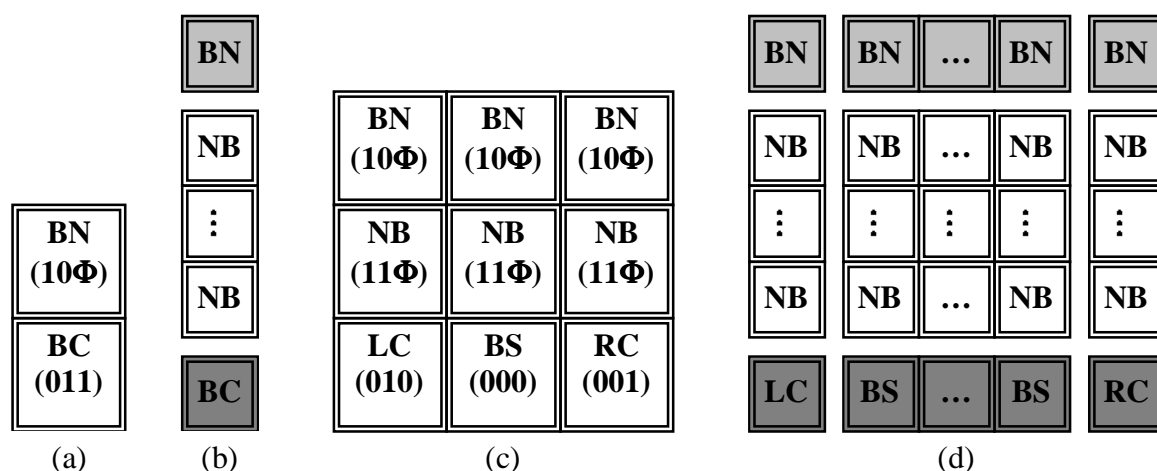 BN
(10Φ)
BC
(011)
(a)
BN
NB
⋮
NB
BC
(b)
BN BN BN
(10Φ) (10Φ) (10Φ)
NB NB NB
(11Φ) (11Φ) (11Φ)
LC BS RC
(010) (000) (001)
(c)
BN BN … BN BN
NB NB … NB NB
⋮ ⋮ ⋮ ⋮ ⋮
NB NB … NB NB
LC BS … BS RC
(d)